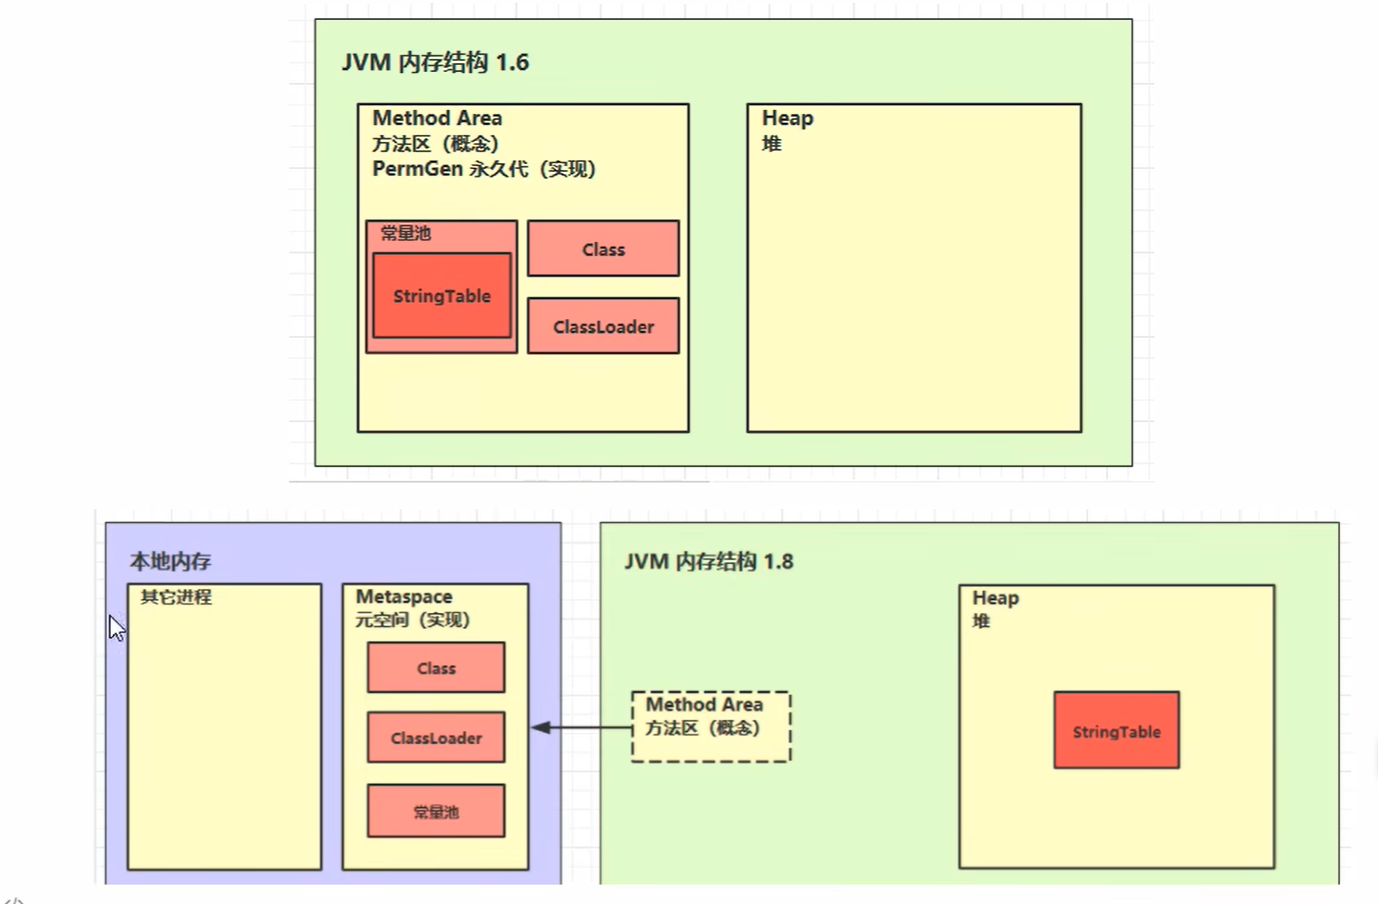 JVM 内存结构 1.6
Method Area
方法区（概念）
PermGen 永久代（实现）
常量池
StringTable
Class
ClassLoader
Heap
堆
本地内存
其它进程
Metaspace
元空间（实现）
Class
ClassLoader
常量池
JVM 内存结构 1.8
Method Area
方法区（概念）
Heap
堆
StringTable